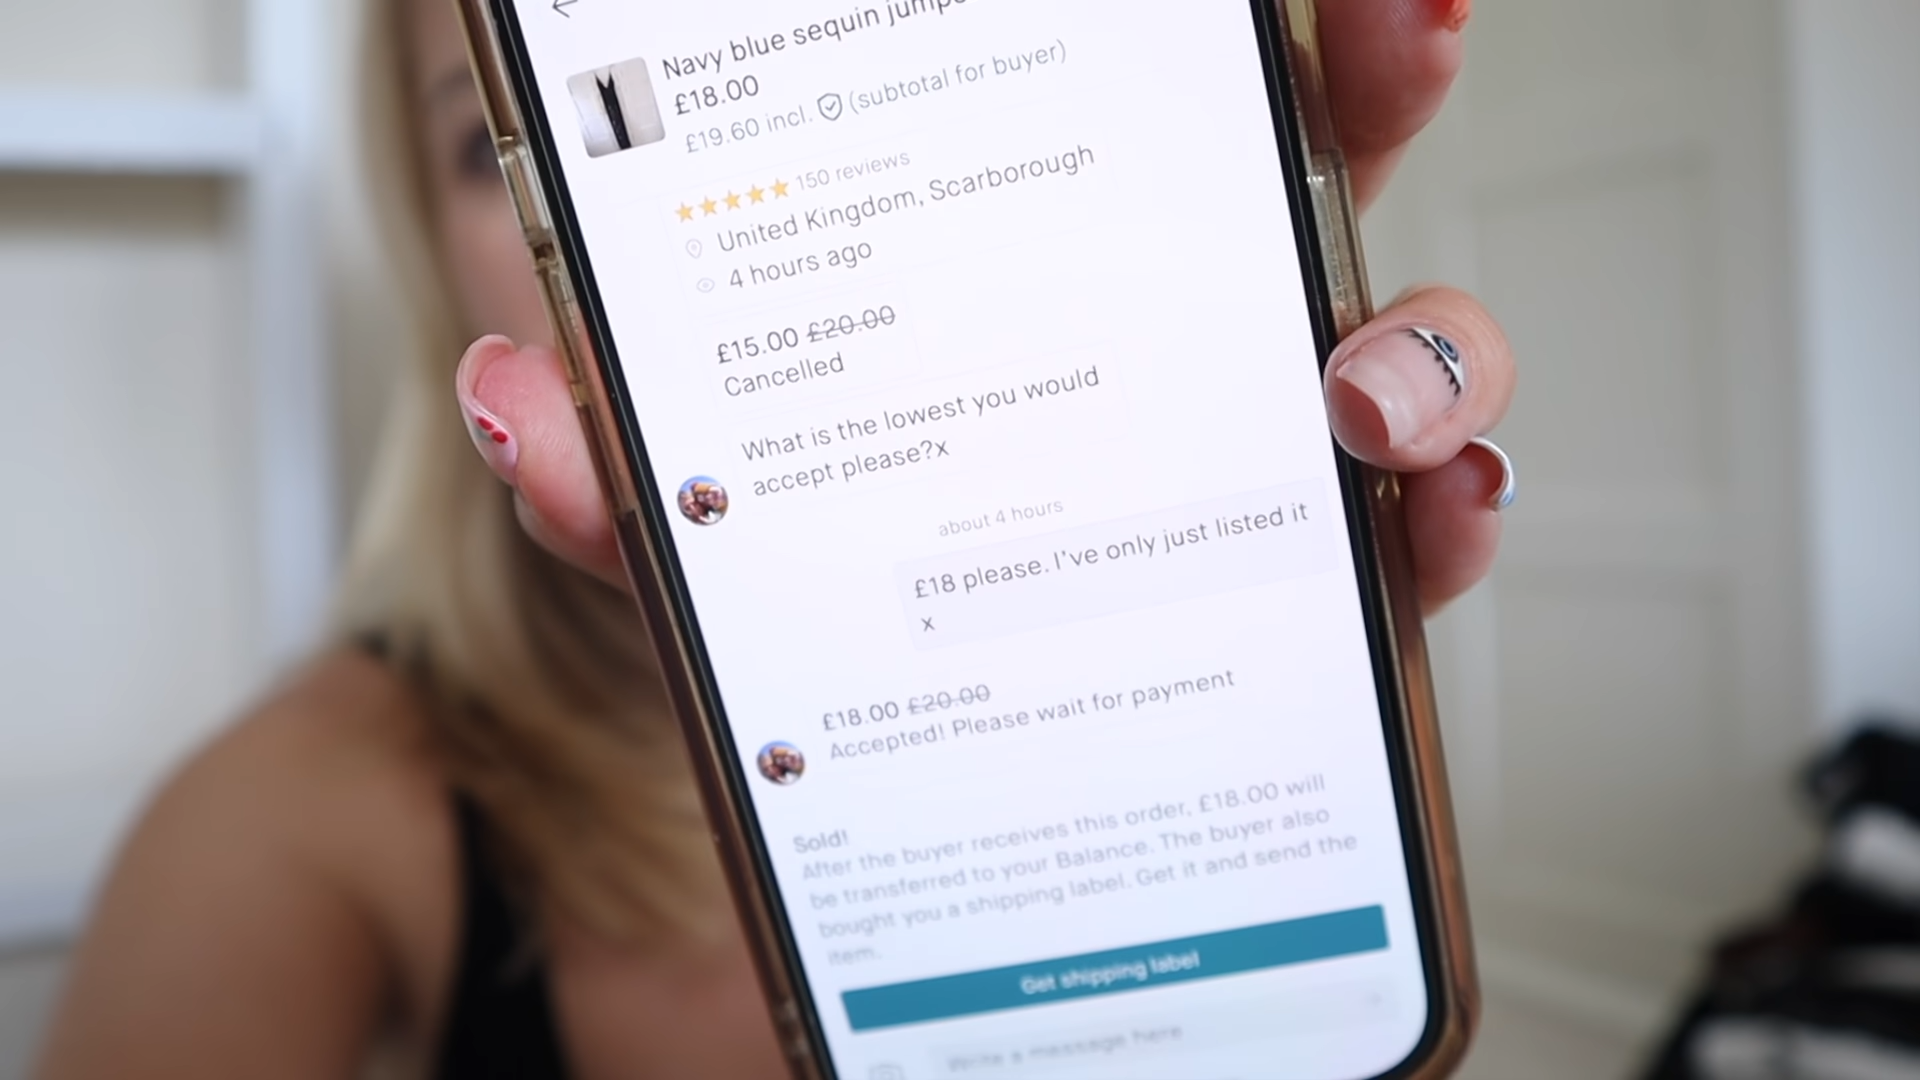 Navy blue sequin jumps
£18.00
£19.60 incl. (subtotal for buyer)
150 reviews
United Kingdom, Scarborough
4 hours ago
£15.00 £20.00
Cancelled
What is the lowest you would
accept please?x
about 4 hours
£18 please. I've only just listed it
x
£18.00 £20.00
Accepted! Please wait for payment
Sold!
After the buyer receives this order, £18.00 will
be transferred to your Balance. The buyer also
bought you a shipping label. Get it and send the
item.
Get shipping label
Write a message here